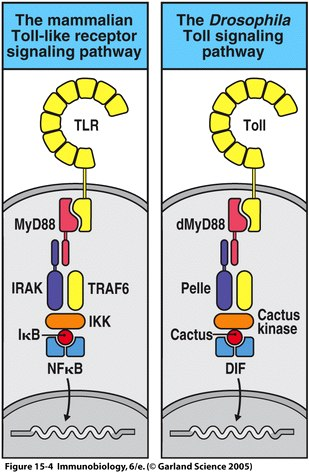 The mammalian
Toll-like receptor
signaling pathway
TLR
MyD88
IRAK
TRAF6
IKK
IκB
NFκB
The Drosophila
Toll signaling
pathway
Toll
dMyD88
Pelle
Cactus
kinase
Cactus
DIF
Figure 15-4 Immunobiology, 6/e. (© Garland Science 2005)